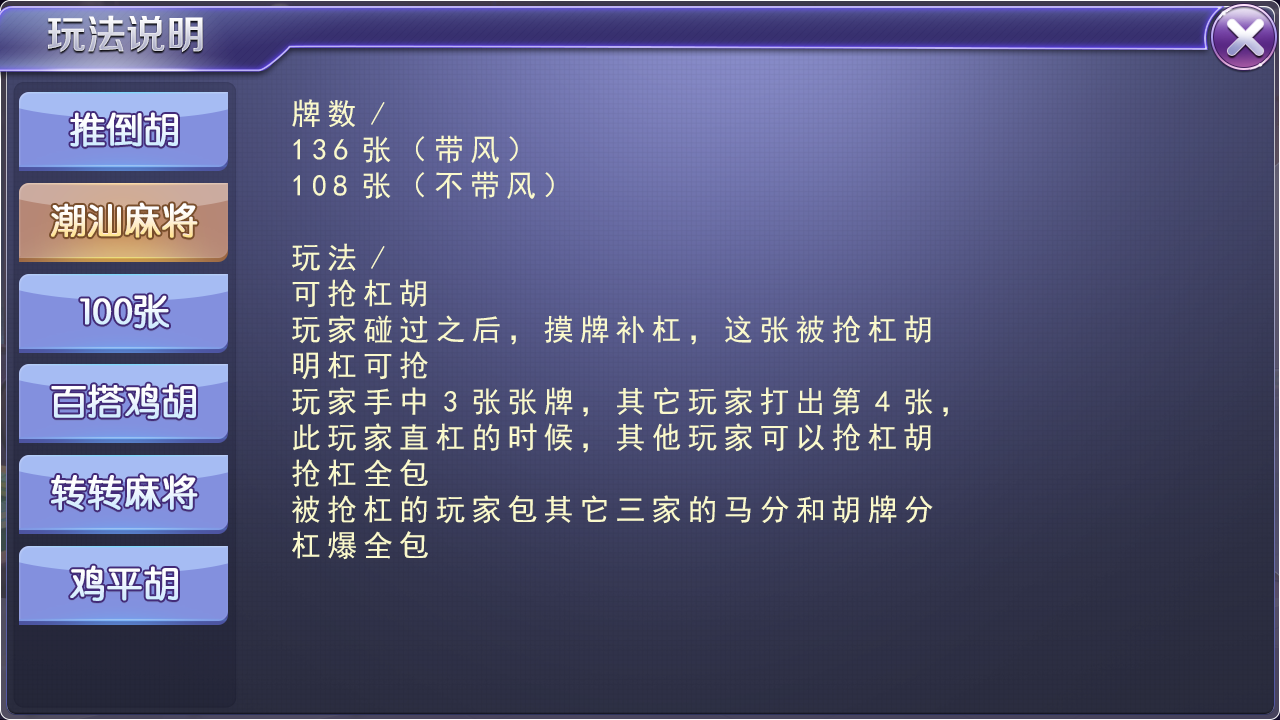 玩法说明
推倒胡
潮汕麻将
100张
百搭鸡胡
转转麻将
鸡平胡
牌数/
136张（带风）
108张（不带风）
玩法/
可抢杠胡
玩家碰过之后，摸牌补杠，这张被抢杠胡
明杠可抢
玩家手中3张张牌，其它玩家打出第4张，
此玩家直杠的时候，其他玩家可以抢杠胡
抢杠全包
被抢杠的玩家包其它三家的马分和胡牌分
杠爆全包